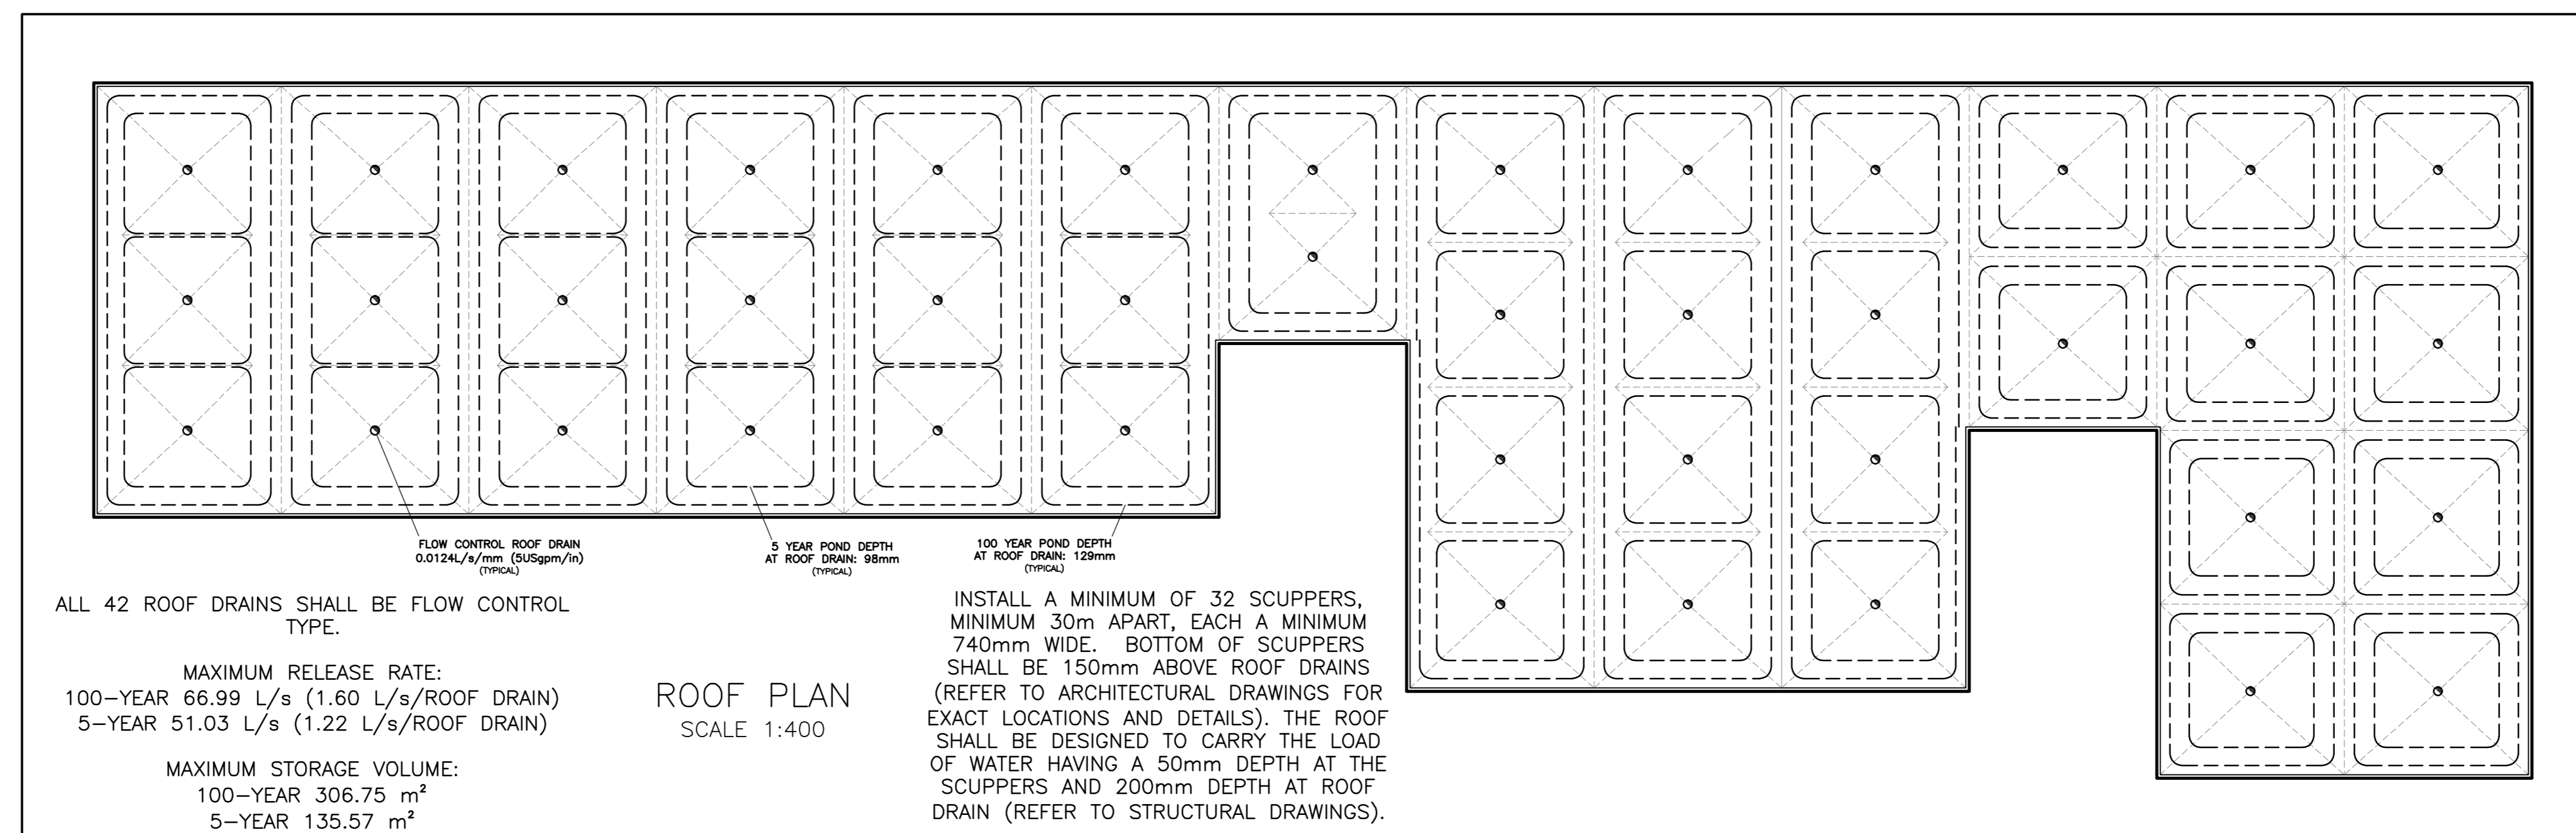 FLOW CONTROL ROOF DRAIN
0.0124L/s/mm (5USgpm/in)
(TYPICAL)
5 YEAR POND DEPTH
AT ROOF DRAIN: 98mm
(TYPICAL)
100 YEAR POND DEPTH
AT ROOF DRAIN: 129mm
(TYPICAL)
ALL 42 ROOF DRAINS SHALL BE FLOW CONTROL
TYPE.
MAXIMUM RELEASE RATE:
100-YEAR 66.99 L/s (1.60 L/s/ROOF DRAIN)
5-YEAR 51.03 L/s (1.22 L/s/ROOF DRAIN)
MAXIMUM STORAGE VOLUME:
100-YEAR 306.75 m²
5-YEAR 135.57 m²
ROOF PLAN
SCALE 1:400
INSTALL A MINIMUM OF 32 SCUPPERS,
MINIMUM 30m APART, EACH A MINIMUM
740mm WIDE. BOTTOM OF SCUPPERS
SHALL BE 150mm ABOVE ROOF DRAINS
(REFER TO ARCHITECTURAL DRAWINGS FOR
EXACT LOCATIONS AND DETAILS). THE ROOF
SHALL BE DESIGNED TO CARRY THE LOAD
OF WATER HAVING A 50mm DEPTH AT THE
SCUPPERS AND 200mm DEPTH AT ROOF
DRAIN (REFER TO STRUCTURAL DRAWINGS).